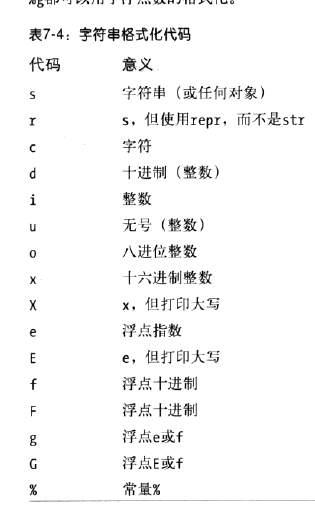 %g都可以用于浮点数的格式化。
表7-4：字符串格式化代码
代码 意义
s 字符串（或任何对象）
r s，但使用repr，而不是str
c 字符
d 十进制（整数）
i 整数
u 无号（整数）
o 八进位整数
x 十六进制整数
X x，但打印大写
e 浮点指数
E e，但打印大写
f 浮点十进制
F 浮点十进制
g 浮点e或f
G 浮点E或f
% 常量%